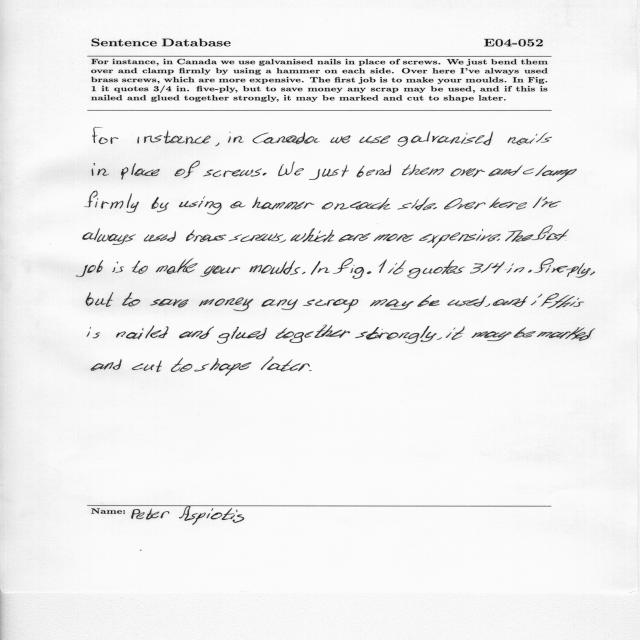 Sentence Database E04-052
For instance, in Canada we use galvanised nails in place of screws. We just bend them
over and clamp firmly by using a hammer on each side. Over here I've always used
brass screws, which are more expensive. The first job is to make your moulds. In Fig.
1 it quotes 3/4 in. five-ply, but to save money any scrap may be used, and if this is
nailed and glued together strongly, it may be marked and cut to shape later.
For instance, in Canada we use galvanised nails
in place of screws. We just bend them over and clamp
firmly by using a hammer on each side. Over here I've
always used brass screws, which are more expensive. The first
job is to make your moulds. In fig. 1 it quotes 3/4 in. five-ply,
but to save money any scrap may be used, and if this
is nailed and glued together strongly, it may be marked
and cut to shape later.
Name: Peter Aspiotis